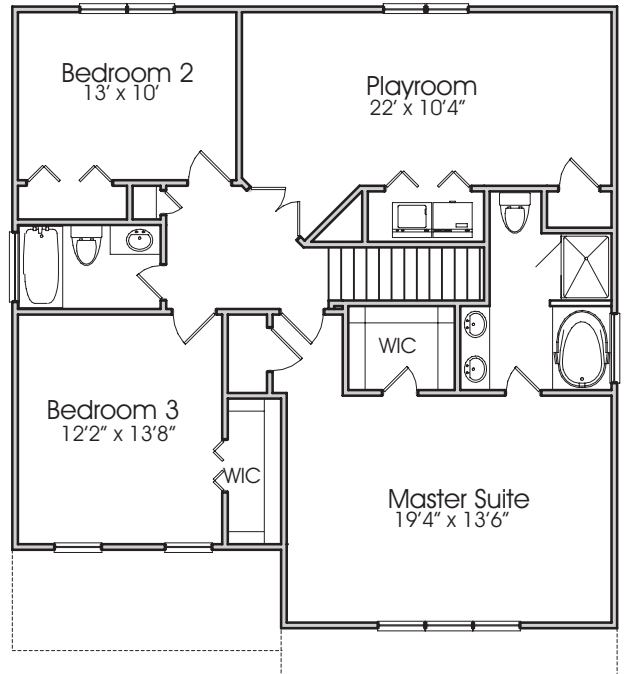 Bedroom 2
13’ x 10’
Playroom
22’ x 10’4”
WIC
Bedroom 3
12’2” x 13’8”
WIC
Master Suite
19’4” x 13’6”